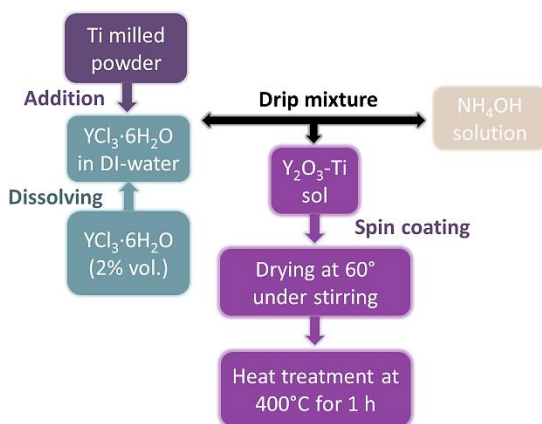 Ti milled
powder
Addition
Drip mixture
NH₄OH
solution
YCl₃·6H₂O
in DI-water
Y₂O₃-Ti
sol
Dissolving
Spin coating
YCl₃·6H₂O
(2% vol.)
Drying at 60°
under stirring
Heat treatment at
400°C for 1 h